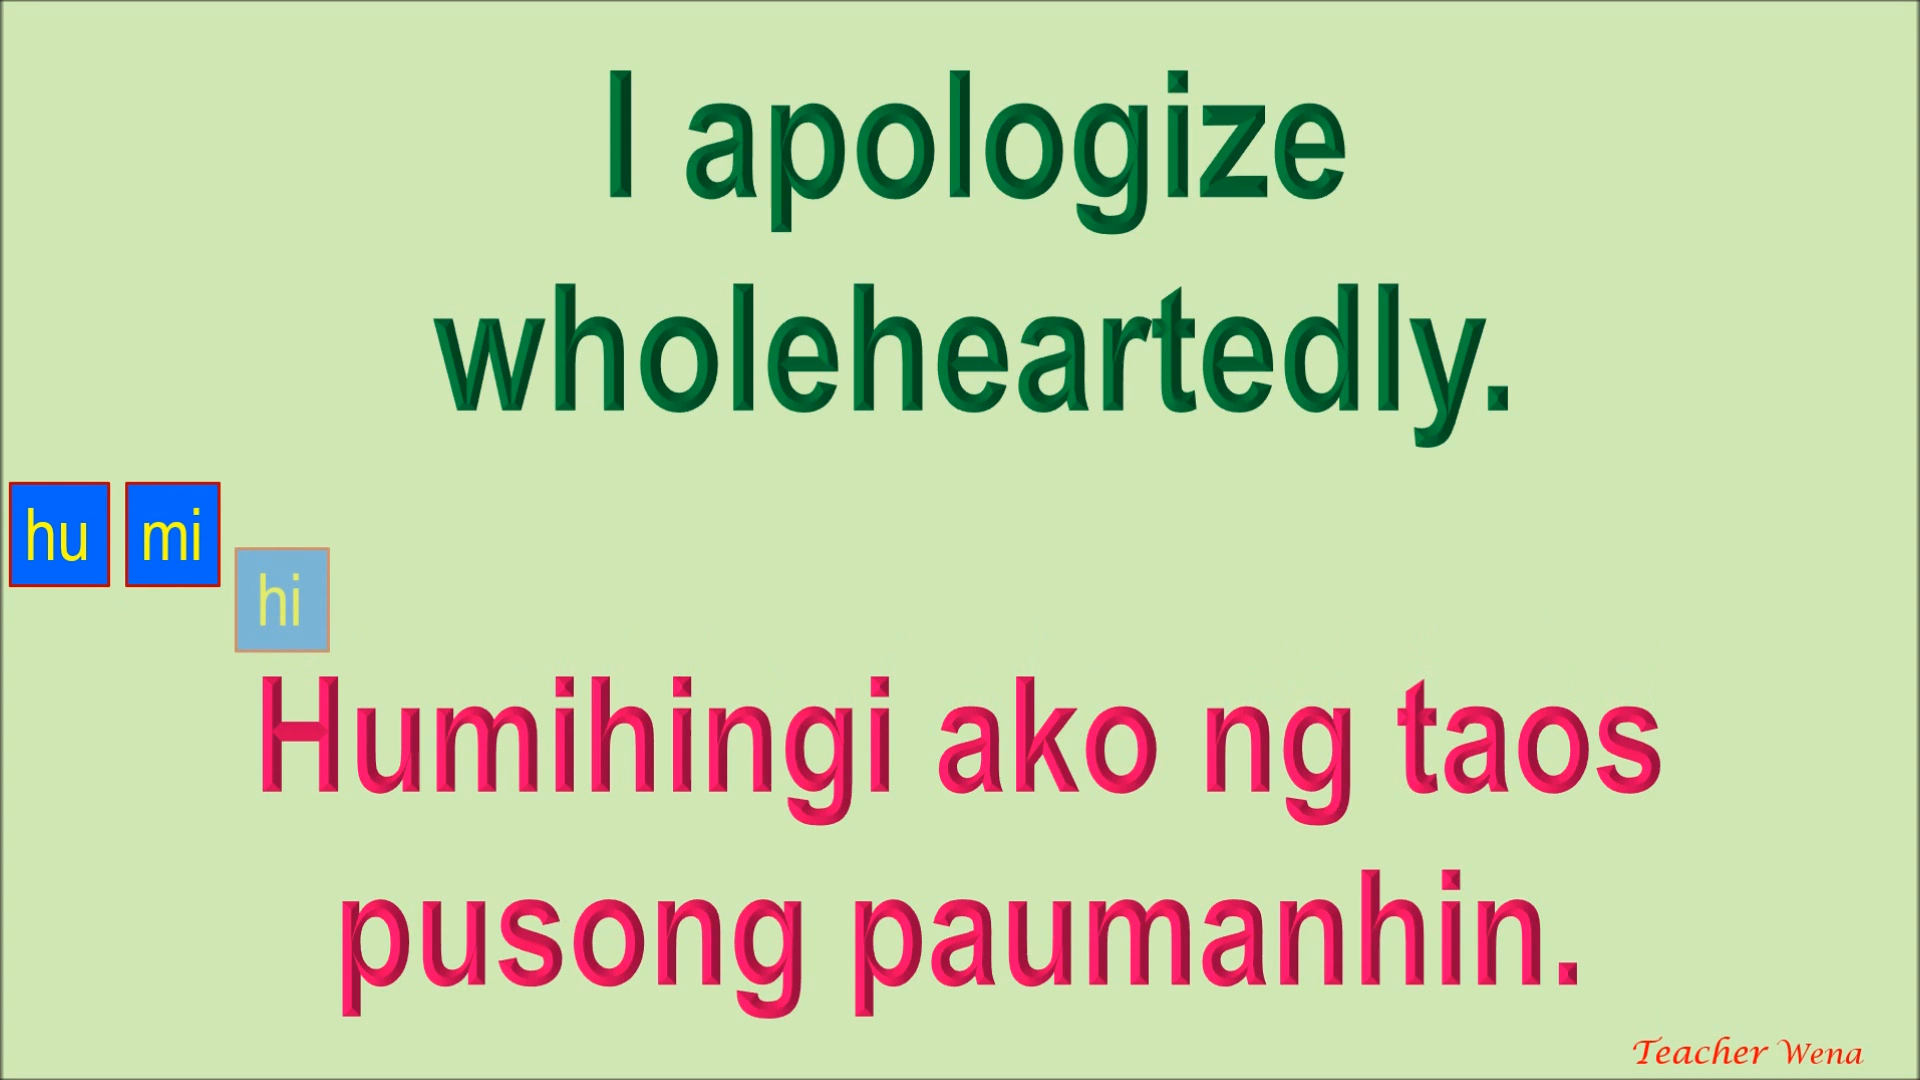 I apologize
wholeheartedly.
hu mi
hi
Humihingi ako ng taos
pusong paumanhin.
Teacher Wena